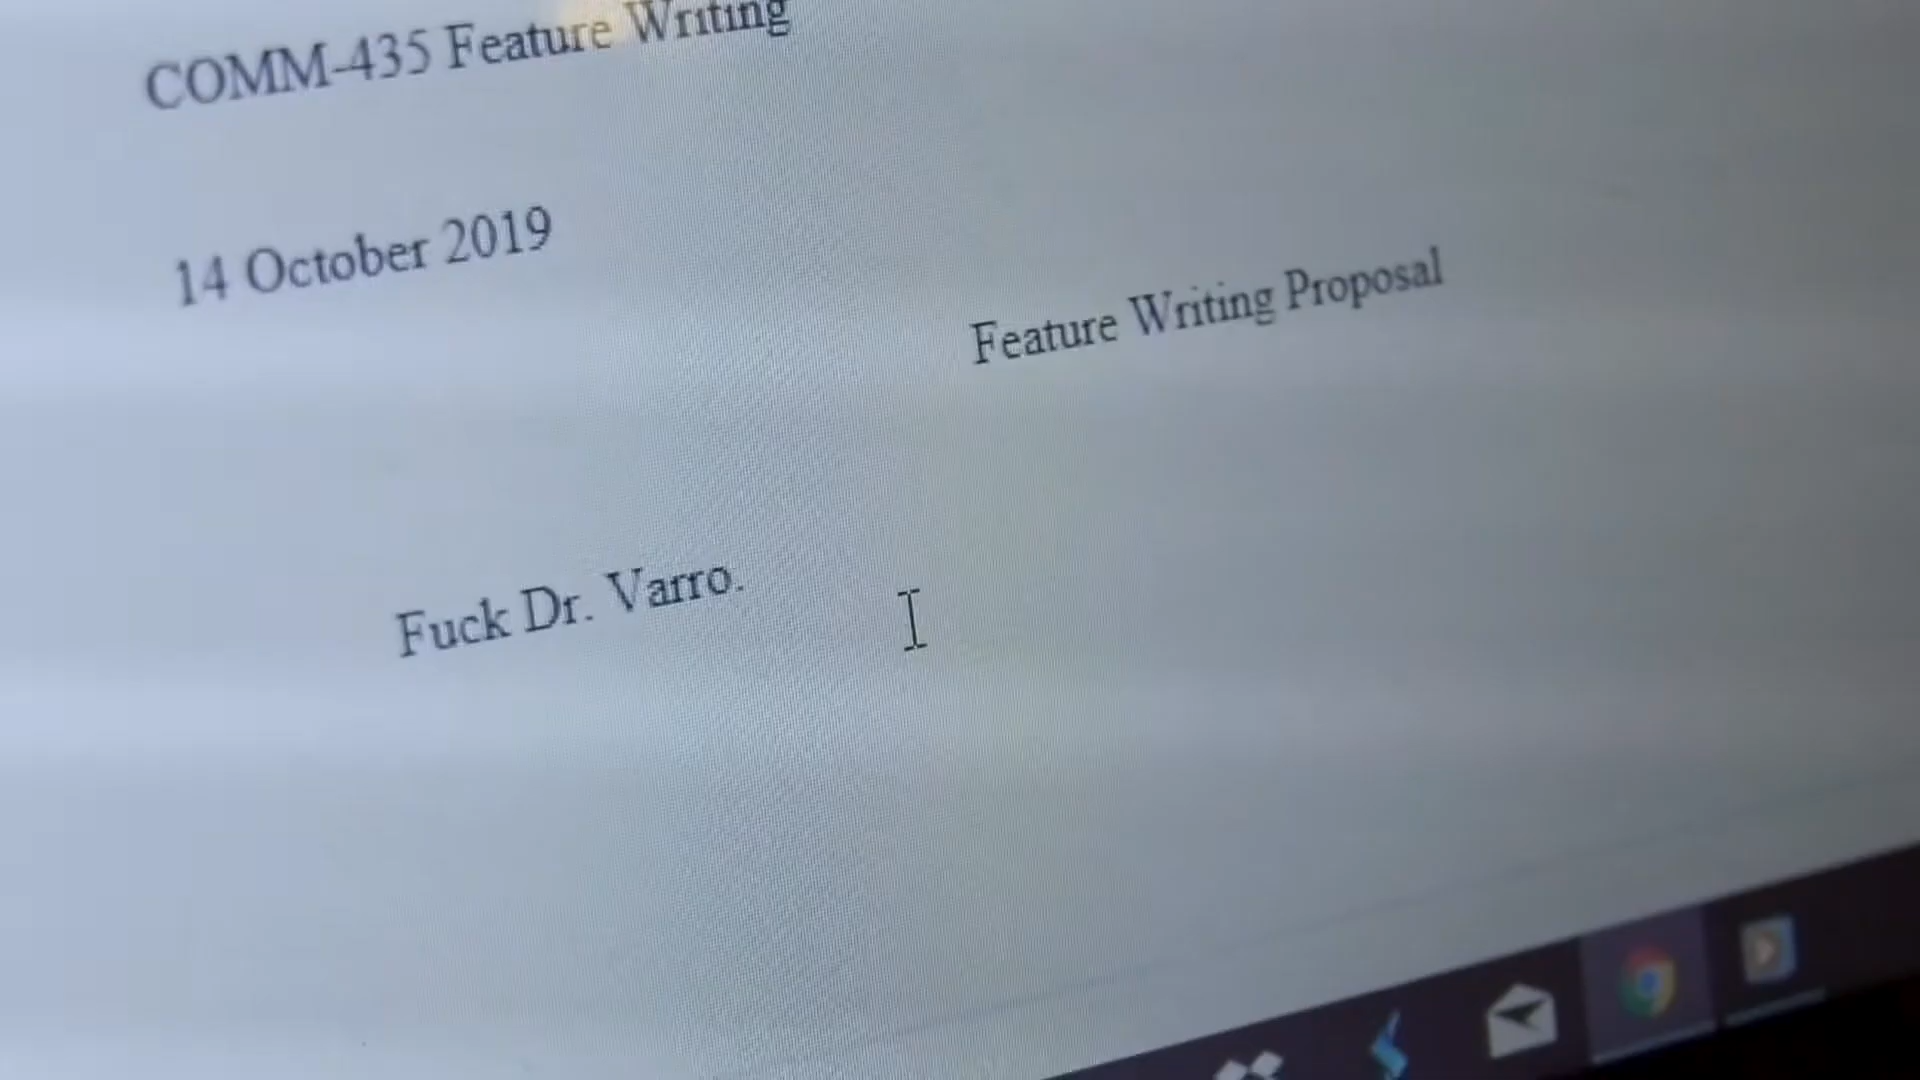 COMM-435 Feature Writing
14 October 2019
Feature Writing Proposal
Fuck Dr. Varro.